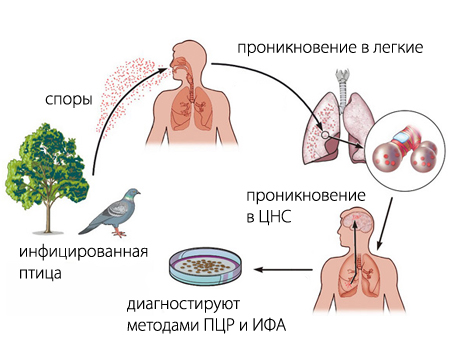 проникновение в легкие
споры
проникновение
в ЦНС
инфицированная
птица
диагностируют
методами ПЦР и ИФА